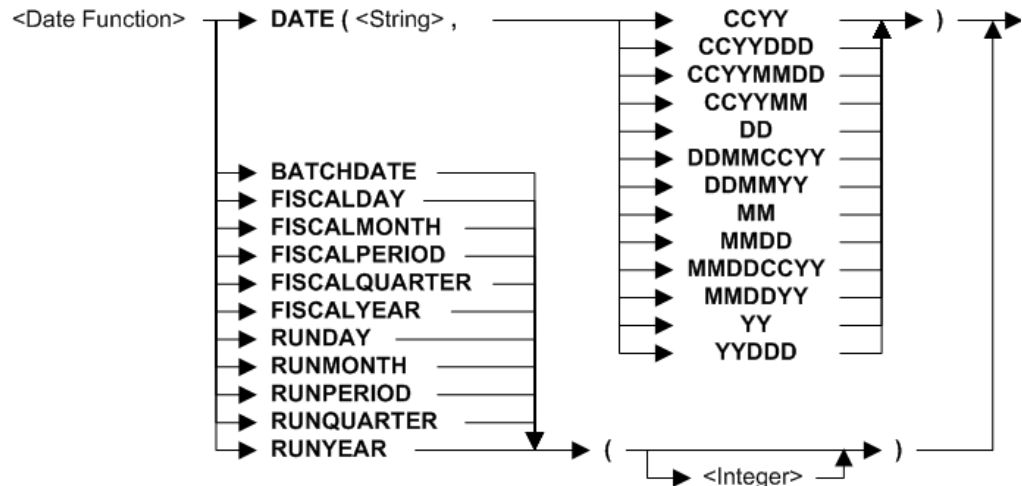 <Date Function> DATE ( <String> , CCYY )
CCYYDDD
CCYYMMDD
CCYYMM
DD
DDMMCCYY
DDMMYY
MM
MMDD
MMDDCCYY
MMDDYY
YY
YYDDD
BATCHDATE
FISCALDAY
FISCALMONTH
FISCALPERIOD
FISCALQUARTER
FISCALYEAR
RUNDAY
RUNMONTH
RUNPERIOD
RUNQUARTER
RUNYEAR ( )
<Integer>